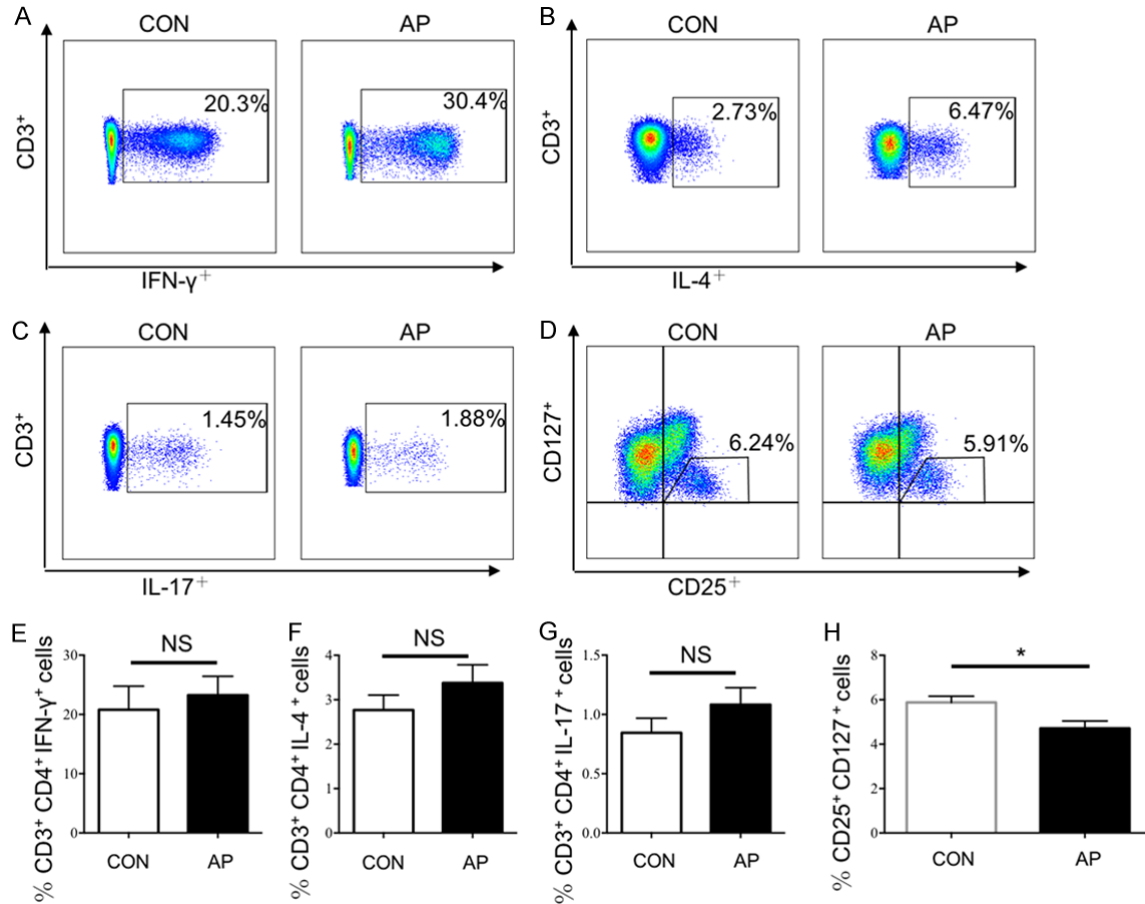 A
CON
AP
CD3⁺
20.3%
30.4%
IFN-γ⁺
B
CON
AP
CD3⁺
2.73%
6.47%
IL-4⁺
C
CON
AP
CD3⁺
1.45%
1.88%
IL-17⁺
D
CON
AP
CD127⁺
6.24%
5.91%
CD25⁺
E
% CD3⁺ CD4⁺ IFN-γ⁺ cells
NS
30
20
10
0
CON
AP
F
% CD3⁺ CD4⁺ IL-4 ⁺ cells
NS
4
3
2
1
0
CON
AP
G
% CD3⁺ CD4⁺ IL-17 ⁺ cells
NS
1.5
1.0
0.5
0.0
CON
AP
H
% CD25⁺ CD127 ⁺ cells
*
8
6
4
2
0
CON
AP